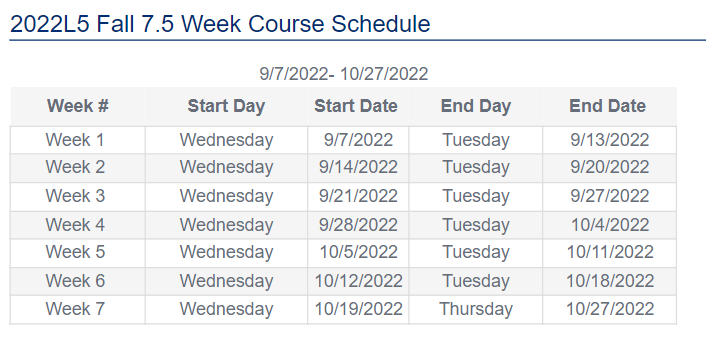 2022L5 Fall 7.5 Week Course Schedule
9/7/2022- 10/27/2022
Week # Start Day Start Date End Day End Date
Week 1 Wednesday 9/7/2022 Tuesday 9/13/2022
Week 2 Wednesday 9/14/2022 Tuesday 9/20/2022
Week 3 Wednesday 9/21/2022 Tuesday 9/27/2022
Week 4 Wednesday 9/28/2022 Tuesday 10/4/2022
Week 5 Wednesday 10/5/2022 Tuesday 10/11/2022
Week 6 Wednesday 10/12/2022 Tuesday 10/18/2022
Week 7 Wednesday 10/19/2022 Thursday 10/27/2022